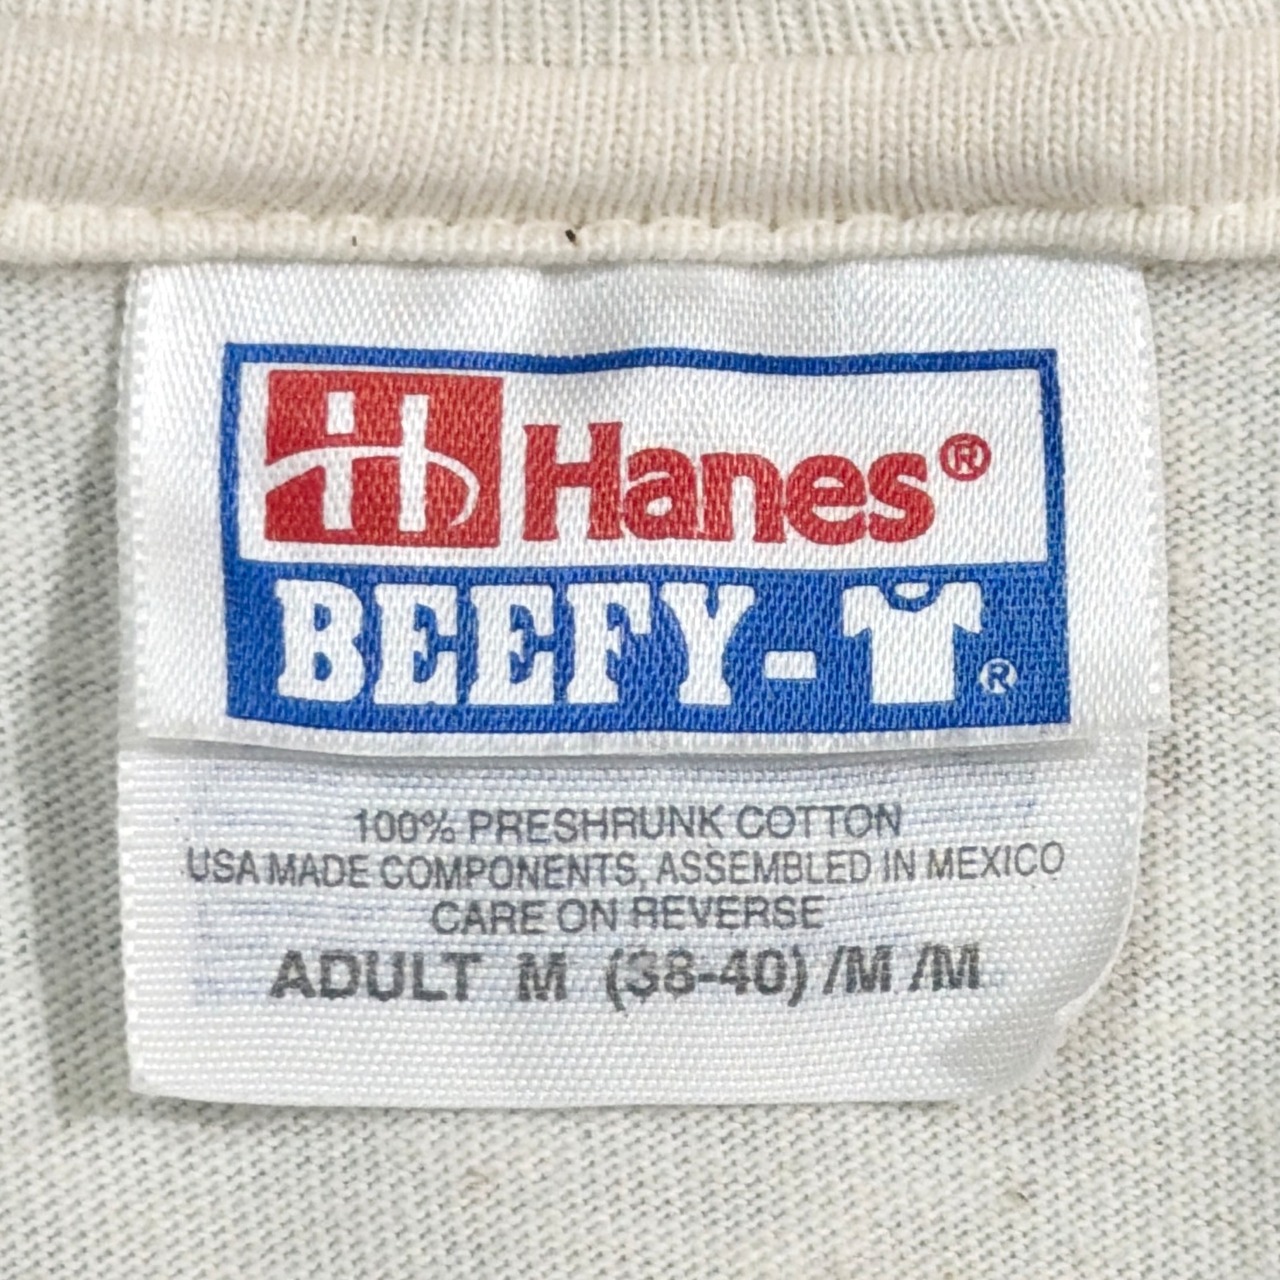 H Hanes®
BEEFY-T®
100% PRESHRUNK COTTON
USA MADE COMPONENTS, ASSEMBLED IN MEXICO
CARE ON REVERSE
ADULT M (38-40) /M /M